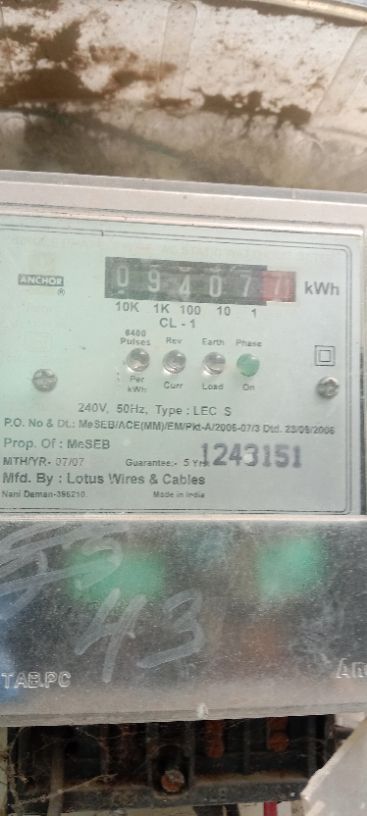 ANCHOR
®
09407 7 kWh
10K 1K 100 10 1
CL - 1
6400 Pulses Per kWh
Rev Curr
Earth Load
Phase On
240V, 50Hz, Type : LEC S
P.O. No & Dt.: MeSEB/ACE(MM)/EM/Pkt-A/2006-07/3 Dtd. 23/09/2006
Prop. Of : MeSEB
MTH/YR- 07/07 Guarantee:- 5 Yrs
1243151
Mfd. By : Lotus Wires & Cables
Nani Daman-396210 Made in India
43
TAB.PC